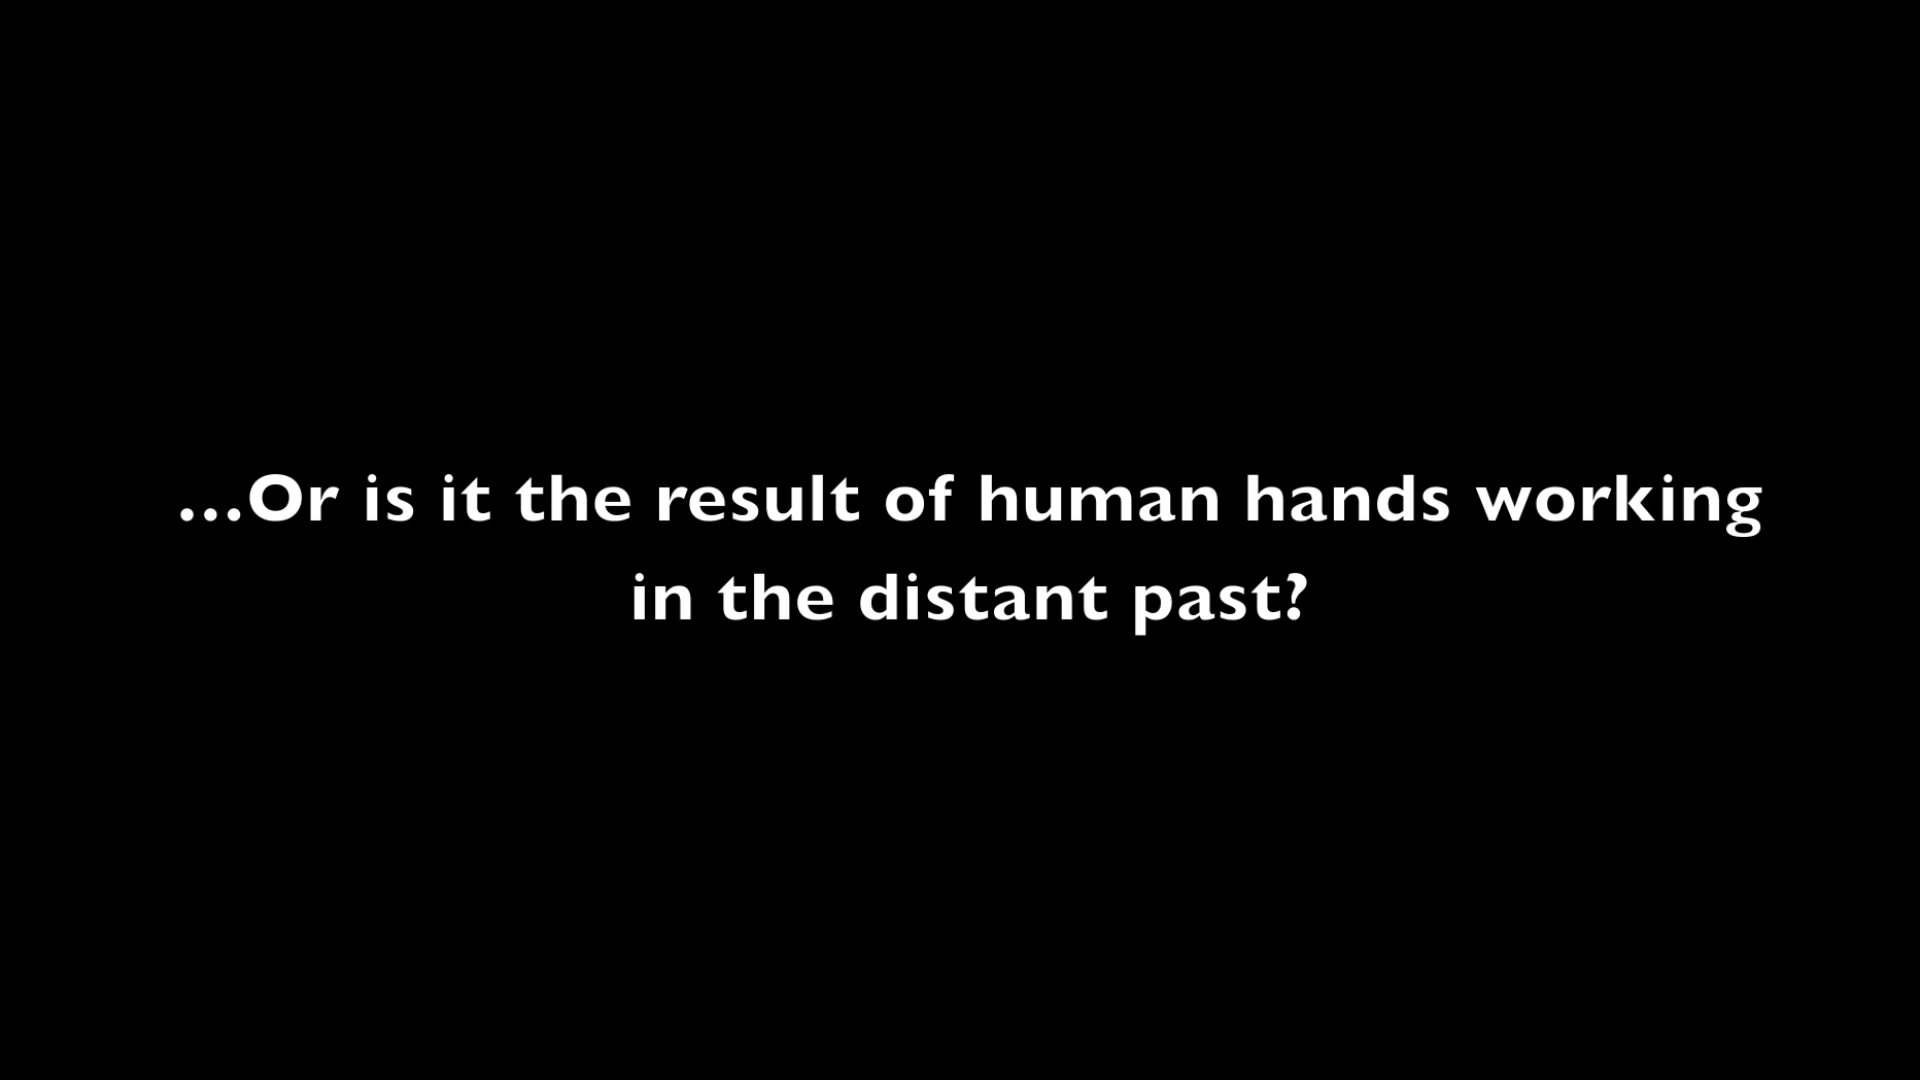 ...Or is it the result of human hands working
in the distant past?